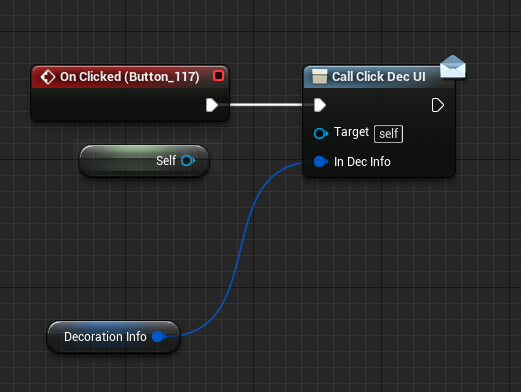 On Clicked (Button_117)
Call Click Dec UI
Target self
Self
In Dec Info
Decoration Info